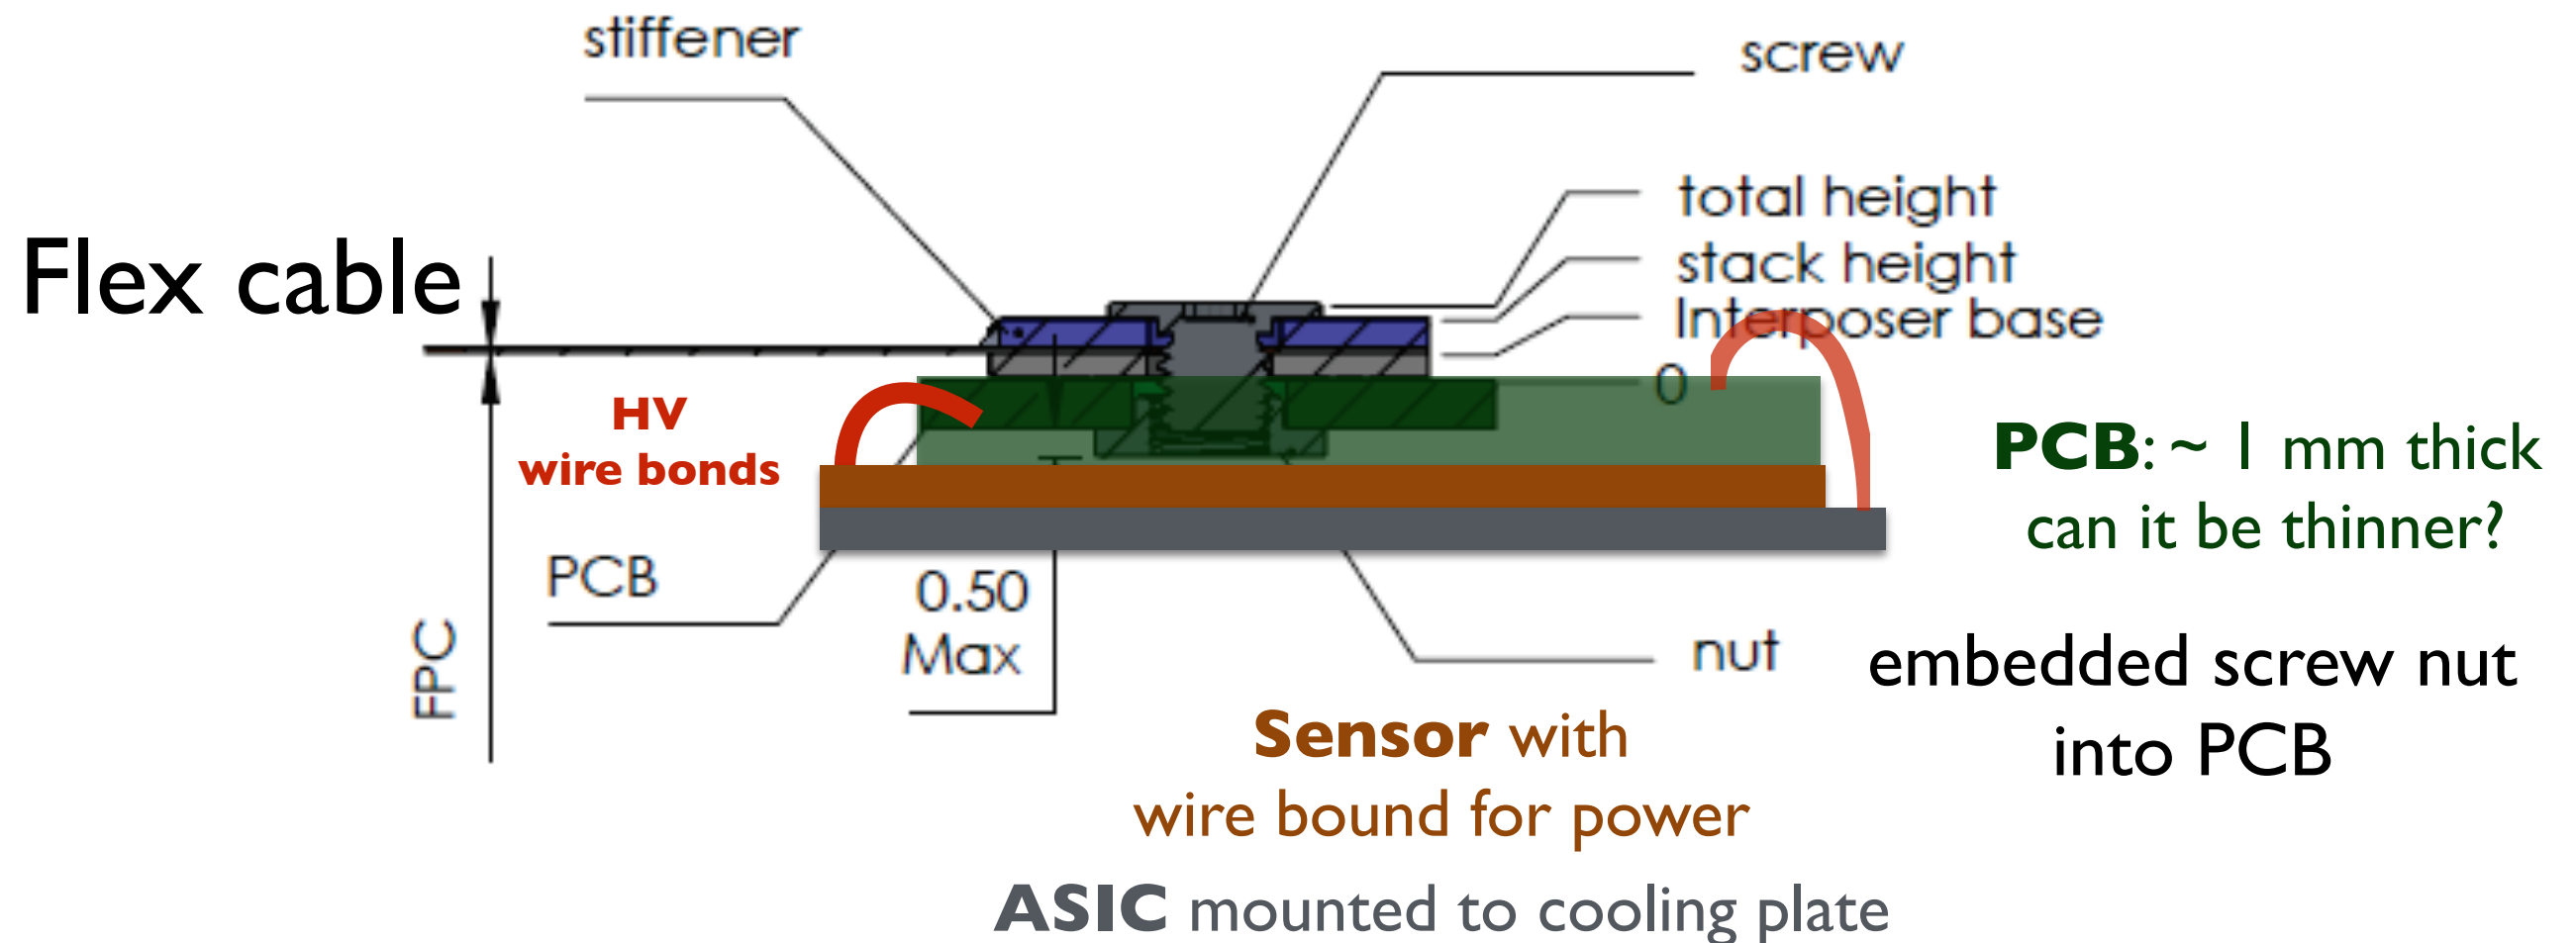 stiffener
screw
total height
stack height
Interposer base
0
Flex cable
HV
wire bonds
PCB: ~ 1 mm thick
can it be thinner?
PCB
0.50
Max
FPC
nut
embedded screw nut
into PCB
Sensor with
wire bound for power
ASIC mounted to cooling plate